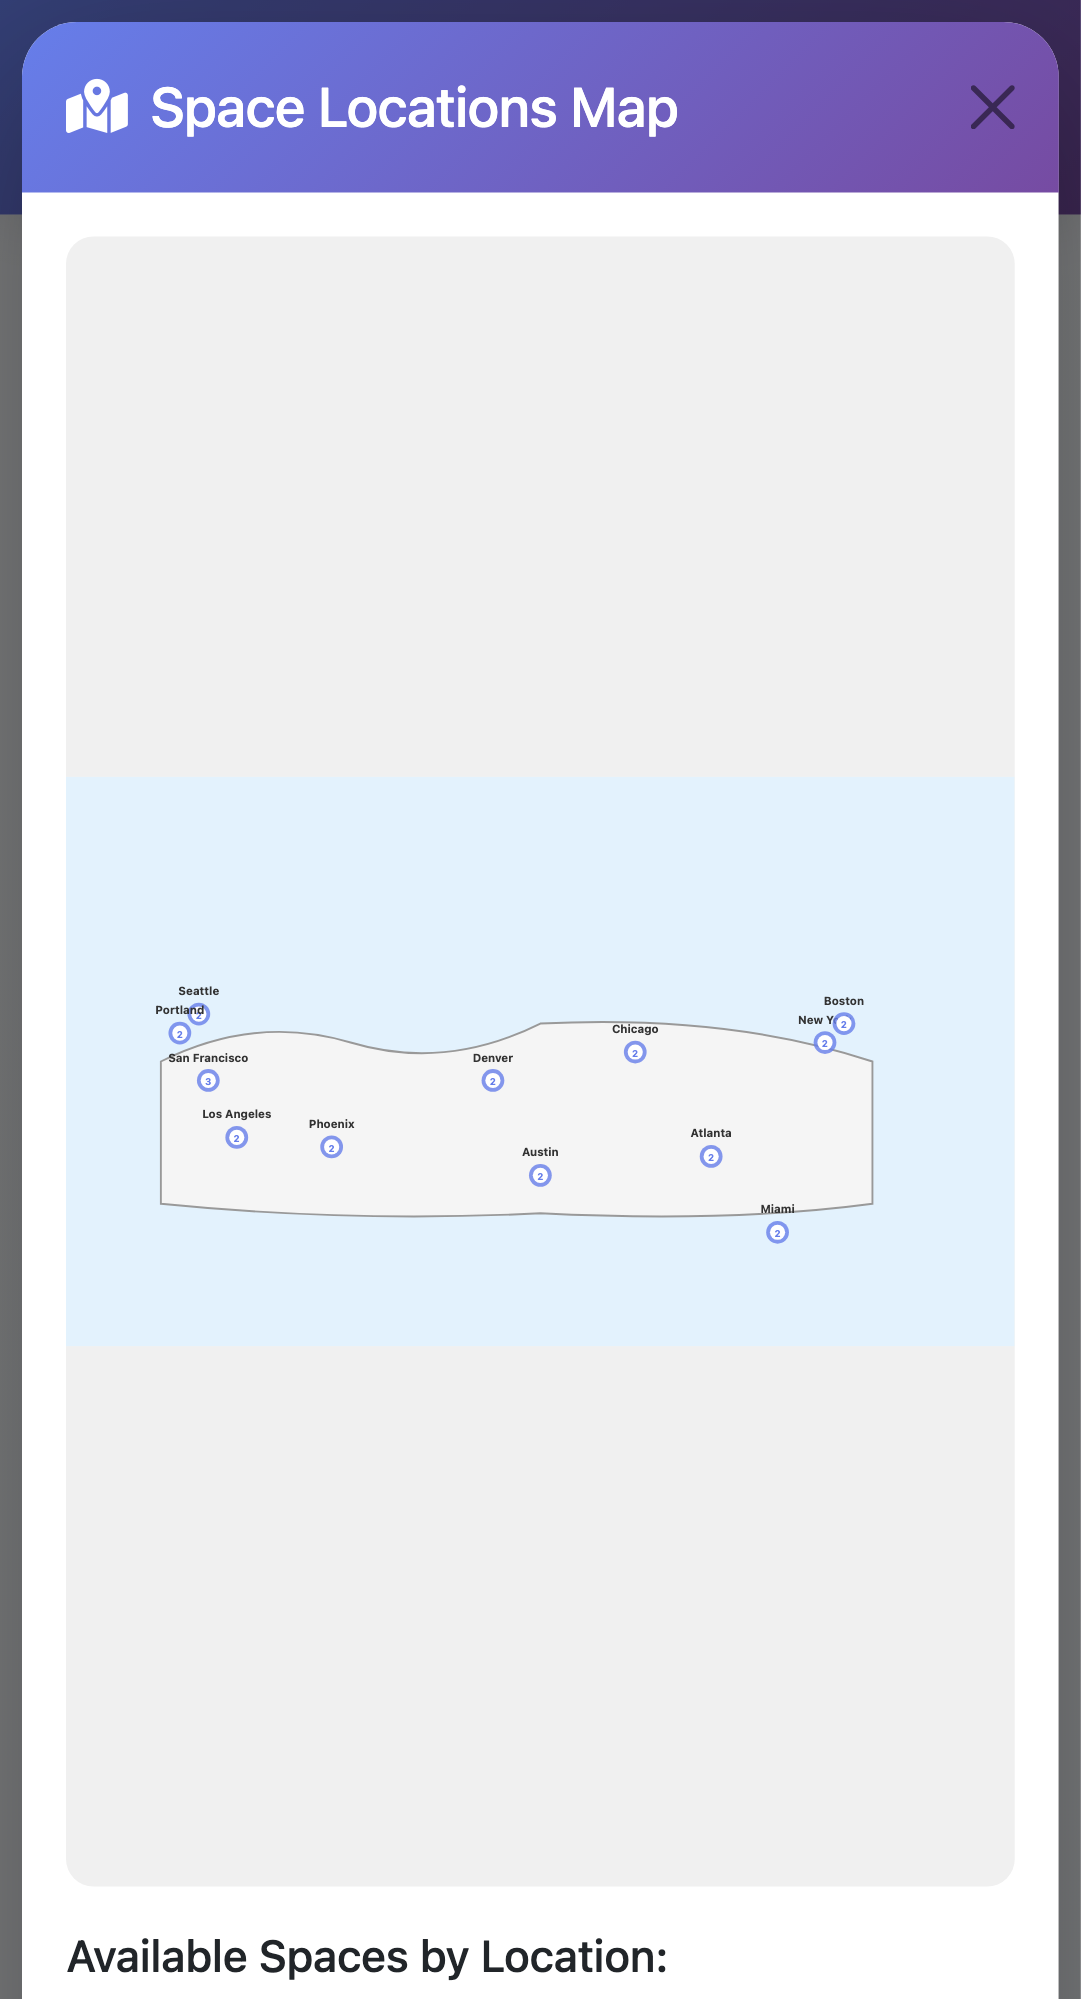 Space Locations Map
Seattle
2
Portland
2
Boston
2
New Y
2
Chicago
2
San Francisco
3
Denver
2
Los Angeles
2
Phoenix
2
Atlanta
2
Austin
2
Miami
2
Available Spaces by Location: